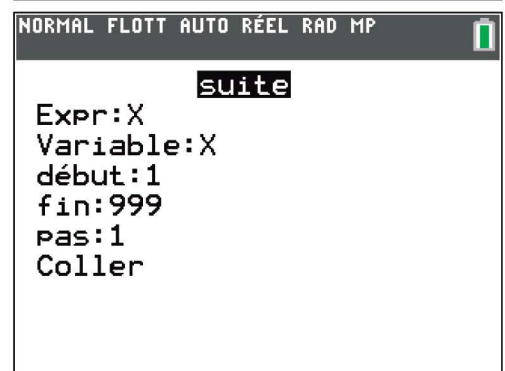 NORMAL FLOTT AUTO RÉEL RAD MP
suite
Expr:X
Variable:X
début:1
fin:999
pas:1
Coller